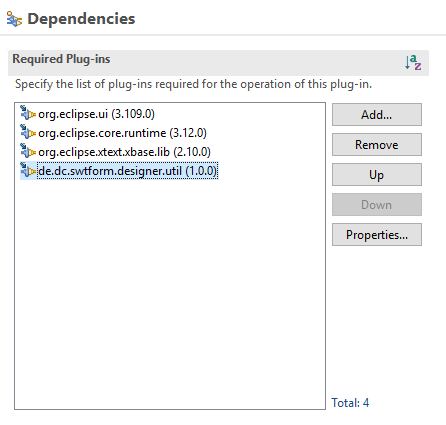 Dependencies
Required Plug-ins
Specify the list of plug-ins required for the operation of this plug-in.
org.eclipse.ui (3.109.0)
org.eclipse.core.runtime (3.12.0)
org.eclipse.xtext.xbase.lib (2.10.0)
de.dc.swtform.designer.util (1.0.0)
Add...
Remove
Up
Down
Properties...
Total: 4